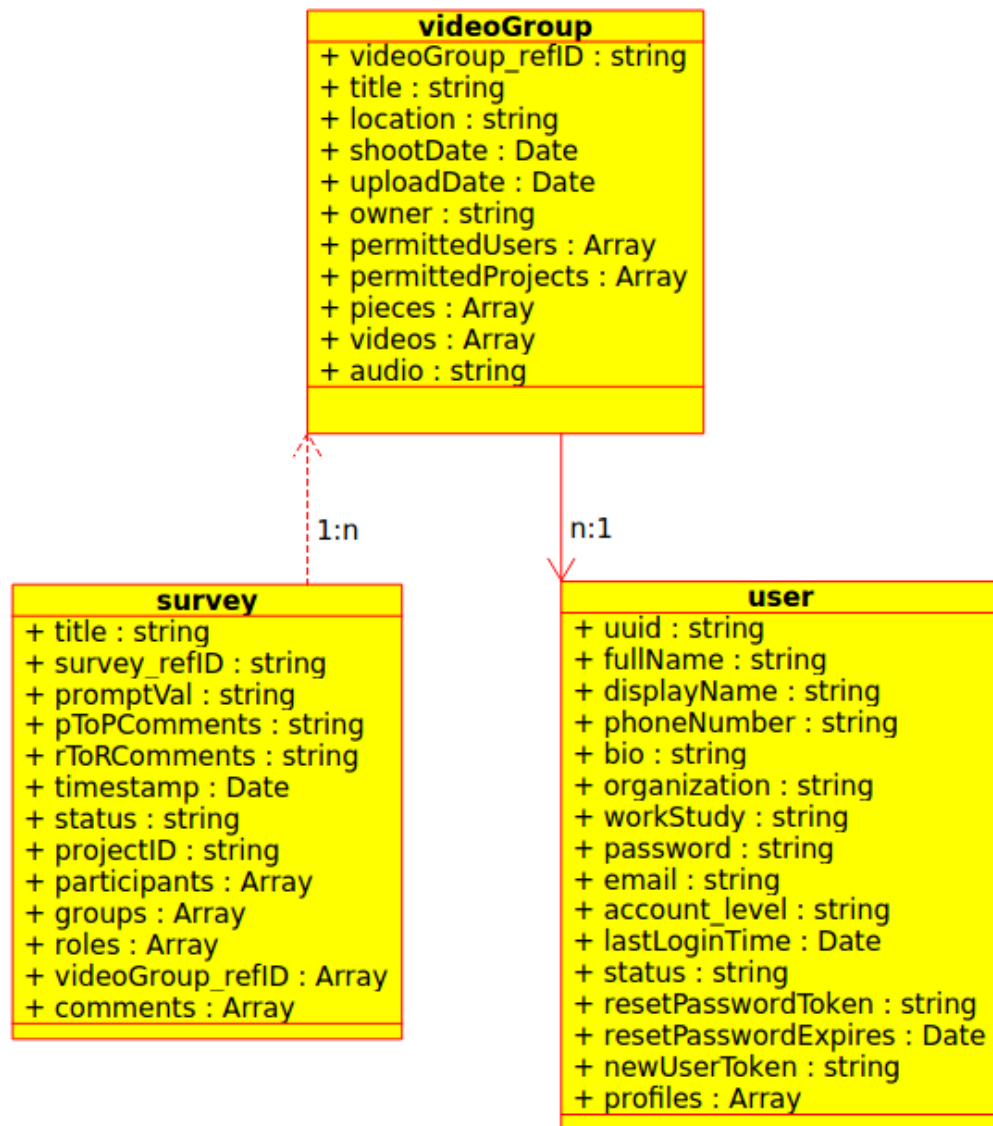 videoGroup
+ videoGroup_refID : string
+ title : string
+ location : string
+ shootDate : Date
+ uploadDate : Date
+ owner : string
+ permittedUsers : Array
+ permittedProjects : Array
+ pieces : Array
+ videos : Array
+ audio : string
1:n
n:1
survey
+ title : string
+ survey_refID : string
+ promptVal : string
+ pToPComments : string
+ rToRComments : string
+ timestamp : Date
+ status : string
+ projectID : string
+ participants : Array
+ groups : Array
+ roles : Array
+ videoGroup_refID : Array
+ comments : Array
user
+ uuid : string
+ fullName : string
+ displayName : string
+ phoneNumber : string
+ bio : string
+ organization : string
+ workStudy : string
+ password : string
+ email : string
+ account_level : string
+ lastLoginTime : Date
+ status : string
+ resetPasswordToken : string
+ resetPasswordExpires : Date
+ newUserToken : string
+ profiles : Array